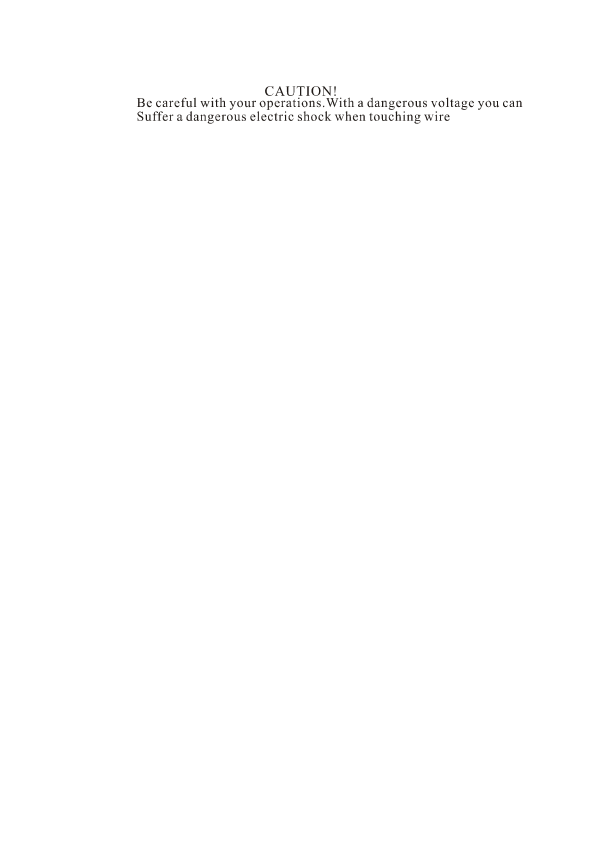 CAUTION!
Be careful with your operations.With a dangerous voltage you can
Suffer a dangerous electric shock when touching wire